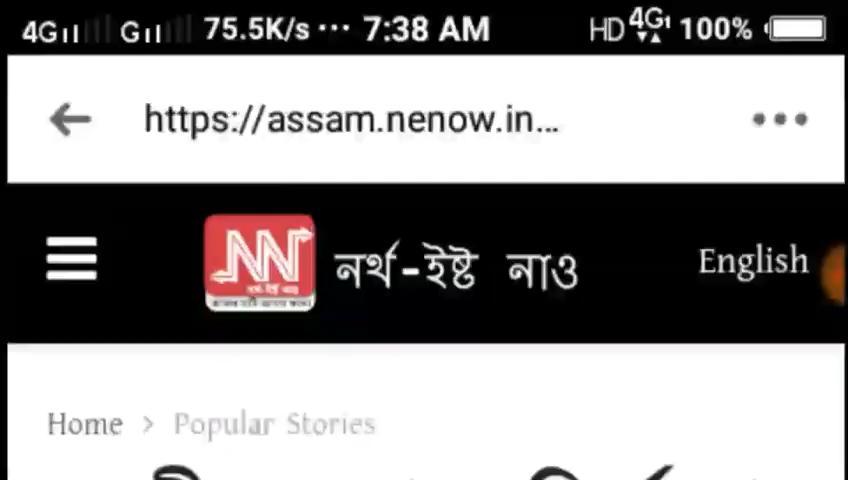 4G G 75.5K/s ... 7:38 AM HD 4G 100%
https://assam.nenow.in...
নৰ্থ-ইষ্ট নাও English
Home > Popular Stories